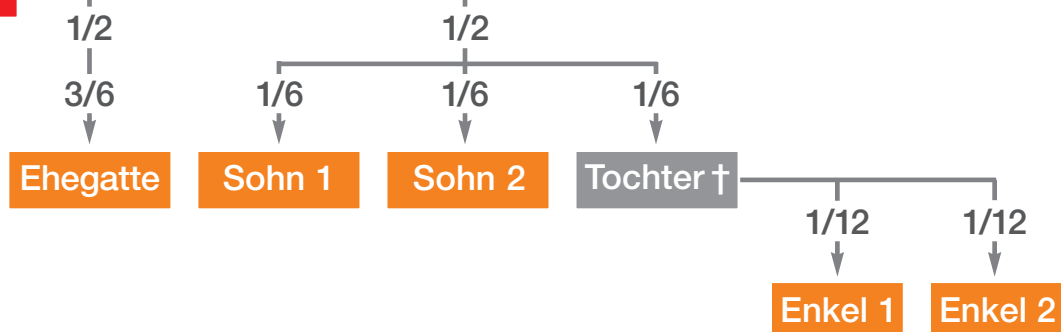 1/2 1/2
3/6 1/6 1/6 1/6
Ehegatte Sohn 1 Sohn 2 Tochter †
1/12 1/12
Enkel 1 Enkel 2